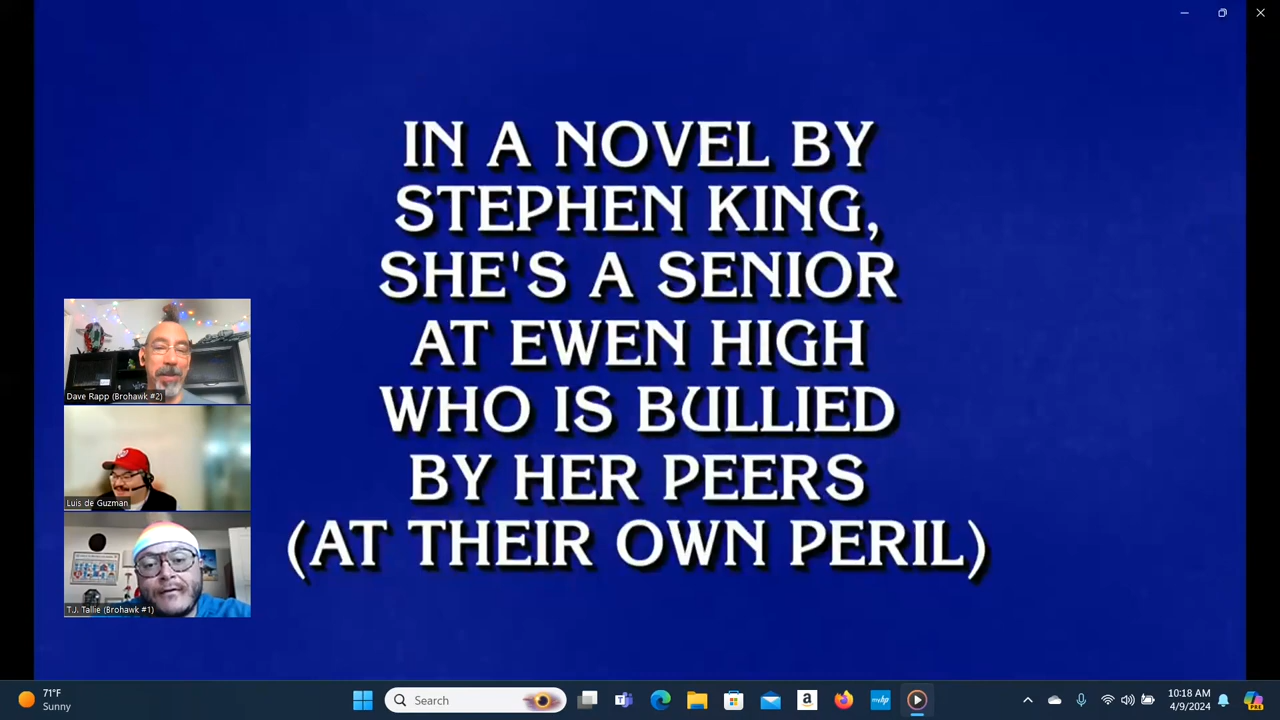 IN A NOVEL BY
STEPHEN KING,
SHE'S A SENIOR
AT EWEN HIGH
WHO IS BULLIED
BY HER PEERS
(AT THEIR OWN PERIL)
Dave Rapp (Brohawk #2)
Luis de Guzman
T.J. Tallie (Brohawk #1)
71°F
Sunny
Search
10:18 AM
4/9/2024